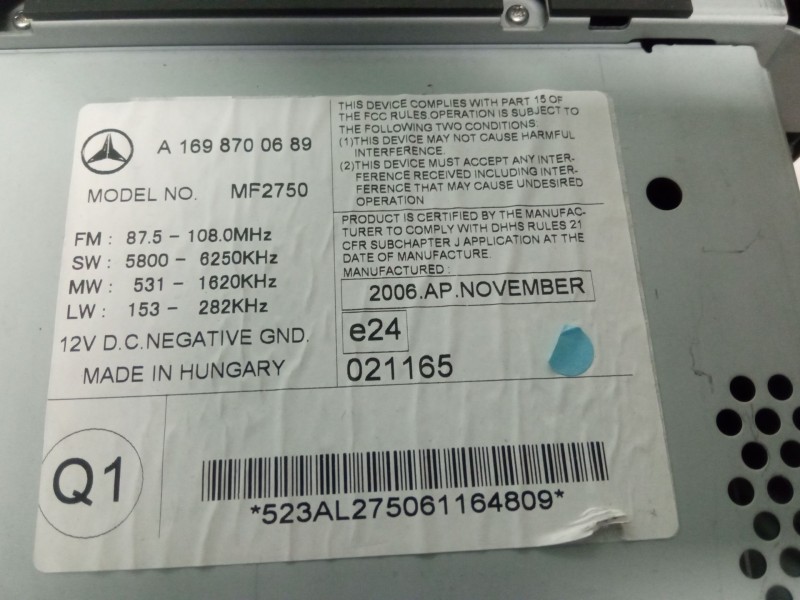 A 169 870 0689
MODEL NO. MF2750
FM: 87.5 - 108.0MHz
SW: 5800 - 6250KHz
MW: 531 - 1620KHz
LW: 153 - 282KHz
12V D.C.NEGATIVE GND.
MADE IN HUNGARY
THIS DEVICE COMPLIES WITH PART 15 OF
THE FCC RULES OPERATION IS SUBJECT TO
THE FOLLOWING TWO CONDITIONS
(1)THIS DEVICE MAY NOT CAUSE HARMFUL
INTERFERENCE.
(2)THIS DEVICE MUST ACCEPT ANY INTER-
FERENCE RECEIVED INCLUDING INTER-
FERENCE THAT MAY CAUSE UNDESIRED
OPERATION
PRODUCT IS CERTIFIED BY THE MANUFAC-
TURER TO COMPLY WITH DHHS RULES 21
CFR SUBCHAPTER J APPLICATION AT THE
DATE OF MANUFACTURE.
MANUFACTURED:
2006.AP.NOVEMBER
e24
021165
Q1
*523AL275061164809*